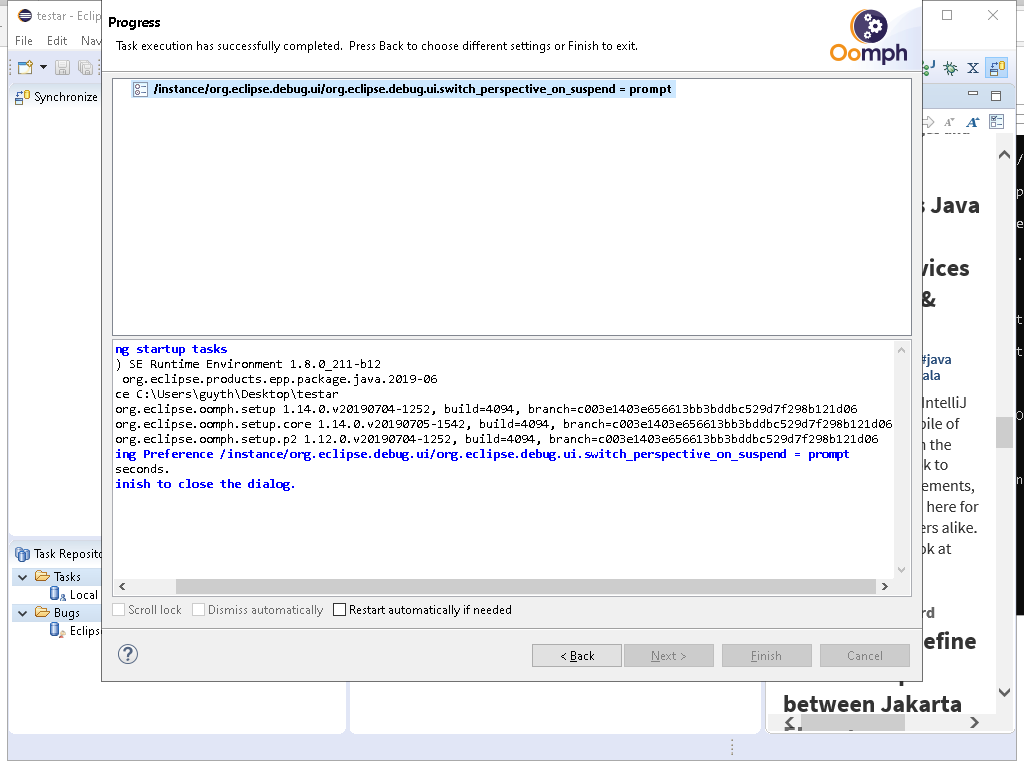 testar - Eclip
File Edit Nav
Synchronize
Progress
Task execution has successfully completed. Press Back to choose different settings or Finish to exit.
Oomph
/instance/org.eclipse.debug.ui/org.eclipse.debug.ui.switch_perspective_on_suspend = prompt
ng startup tasks
) SE Runtime Environment 1.8.0_211-b12
org.eclipse.products.epp.package.java.2019-06
ce C:\Users\guyth\Desktop\testar
org.eclipse.oomph.setup 1.14.0.v20190704-1252, build=4094, branch=c003e1403e656613bb3bddbc529d7f298b121d06
org.eclipse.oomph.setup.core 1.14.0.v20190705-1542, build=4094, branch=c003e1403e656613bb3bddbc529d7f298b121d06
org.eclipse.oomph.setup.p2 1.12.0.v20190704-1252, build=4094, branch=c003e1403e656613bb3bddbc529d7f298b121d06
ing Preference /instance/org.eclipse.debug.ui/org.eclipse.debug.ui.switch_perspective_on_suspend = prompt
seconds.
inish to close the dialog.
Scroll lock Dismiss automatically Restart automatically if needed
< Back Next > Finish Cancel
Task Reposito
Tasks
Local
Bugs
Eclips
s Java
vices
&
#java
ala
IntelliJ
pile of
n the
k to
ements,
here for
ers alike.
ok at
rd
efine
between Jakarta